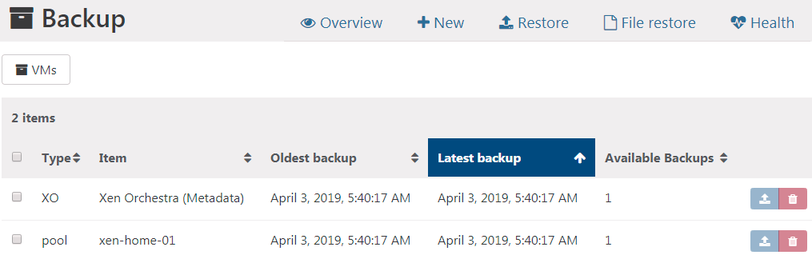 Backup
Overview
New
Restore
File restore
Health
VMs
2 items
Type Item Oldest backup Latest backup Available Backups
XO Xen Orchestra (Metadata) April 3, 2019, 5:40:17 AM April 3, 2019, 5:40:17 AM 1
pool xen-home-01 April 3, 2019, 5:40:17 AM April 3, 2019, 5:40:17 AM 1